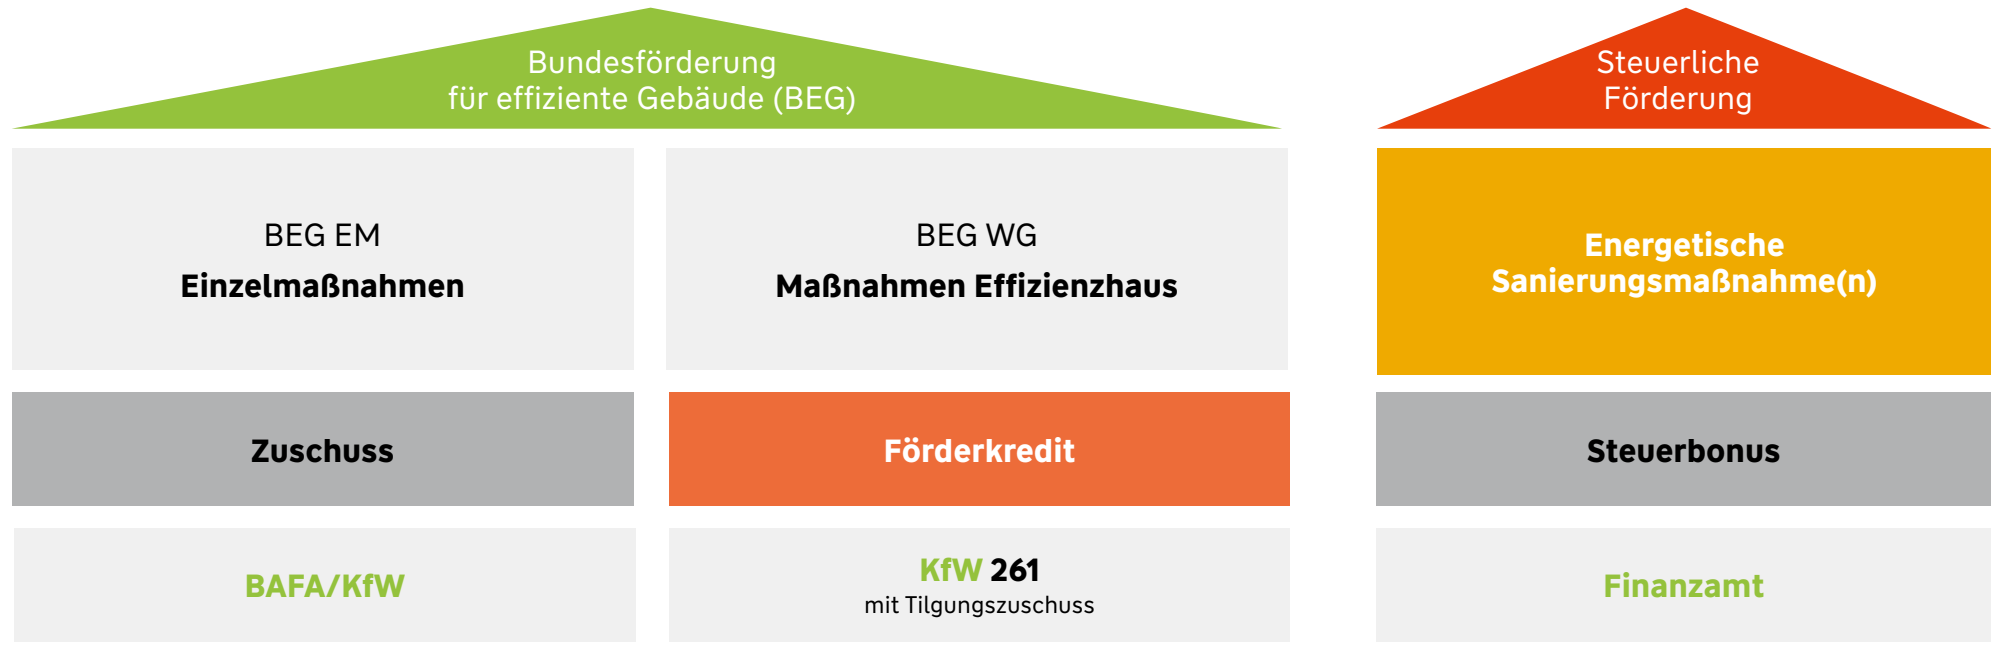 Bundesförderung
für effiziente Gebäude (BEG)
BEG EM
Einzelmaßnahmen
Zuschuss
BAFA/KfW
BEG WG
Maßnahmen Effizienzhaus
Förderkredit
KfW 261
mit Tilgungszuschuss
Steuerliche
Förderung
Energetische
Sanierungsmaßnahme(n)
Steuerbonus
Finanzamt